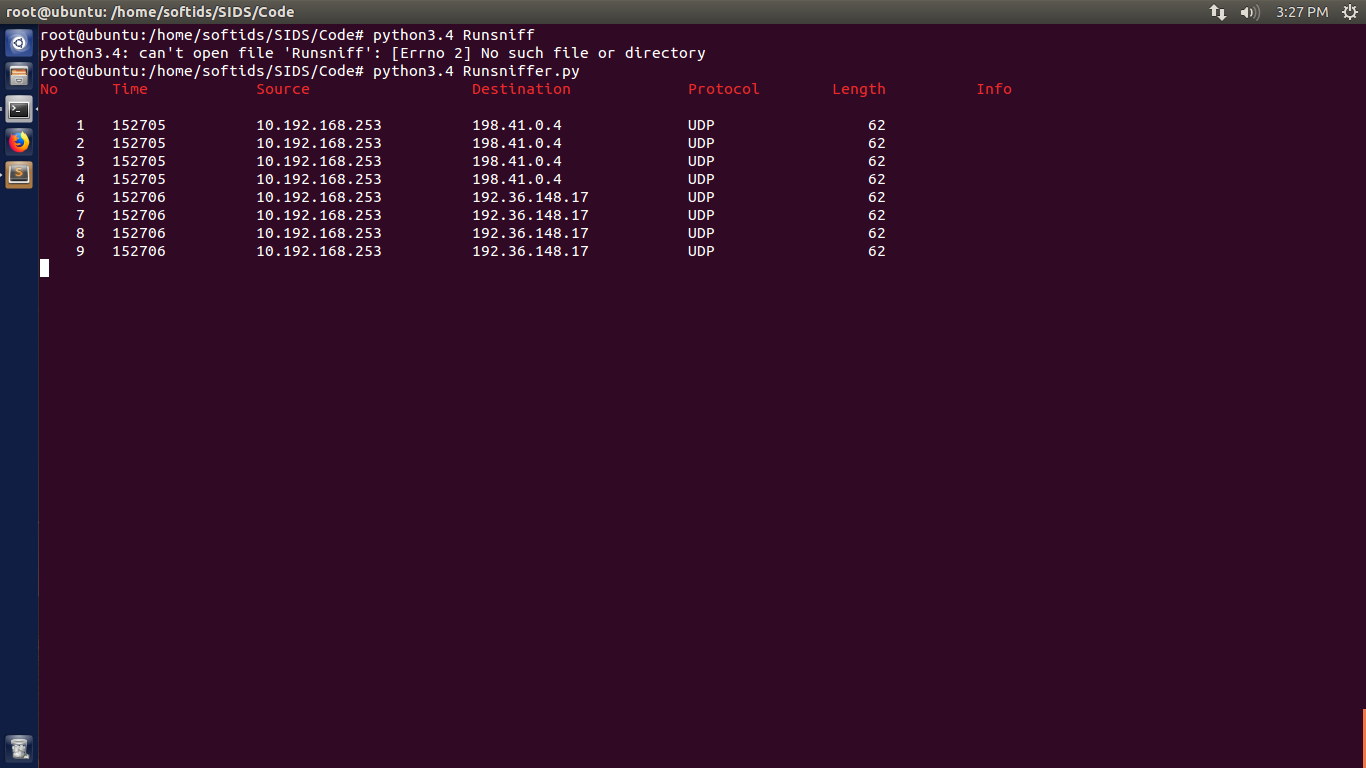 root@ubuntu: /home/softids/SIDS/Code 3:27 PM
root@ubuntu:/home/softids/SIDS/Code# python3.4 Runsniff
python3.4: can't open file 'Runsniff': [Errno 2] No such file or directory
root@ubuntu:/home/softids/SIDS/Code# python3.4 Runsniffer.py
No Time Source Destination Protocol Length Info
1 152705 10.192.168.253 198.41.0.4 UDP 62
2 152705 10.192.168.253 198.41.0.4 UDP 62
3 152705 10.192.168.253 198.41.0.4 UDP 62
4 152705 10.192.168.253 198.41.0.4 UDP 62
6 152706 10.192.168.253 192.36.148.17 UDP 62
7 152706 10.192.168.253 192.36.148.17 UDP 62
8 152706 10.192.168.253 192.36.148.17 UDP 62
9 152706 10.192.168.253 192.36.148.17 UDP 62